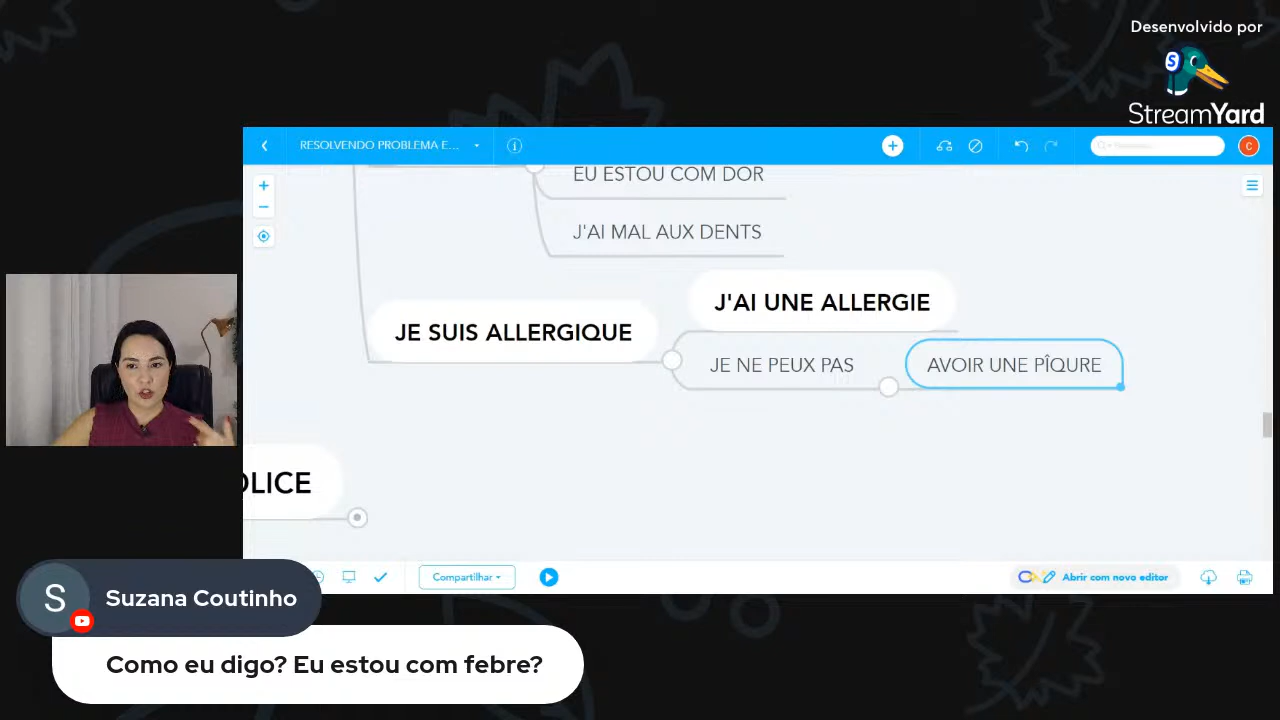 Desenvolvido por
StreamYard
RESOLVENDO PROBLEMA E...
C
EU ESTOU COM DOR
J'AI MAL AUX DENTS
J'AI UNE ALLERGIE
JE SUIS ALLERGIQUE
JE NE PEUX PAS
AVOIR UNE PÎQURE
OLICE
Compartilhar
Abrir com novo editor
S
Suzana Coutinho
Como eu digo? Eu estou com febre?